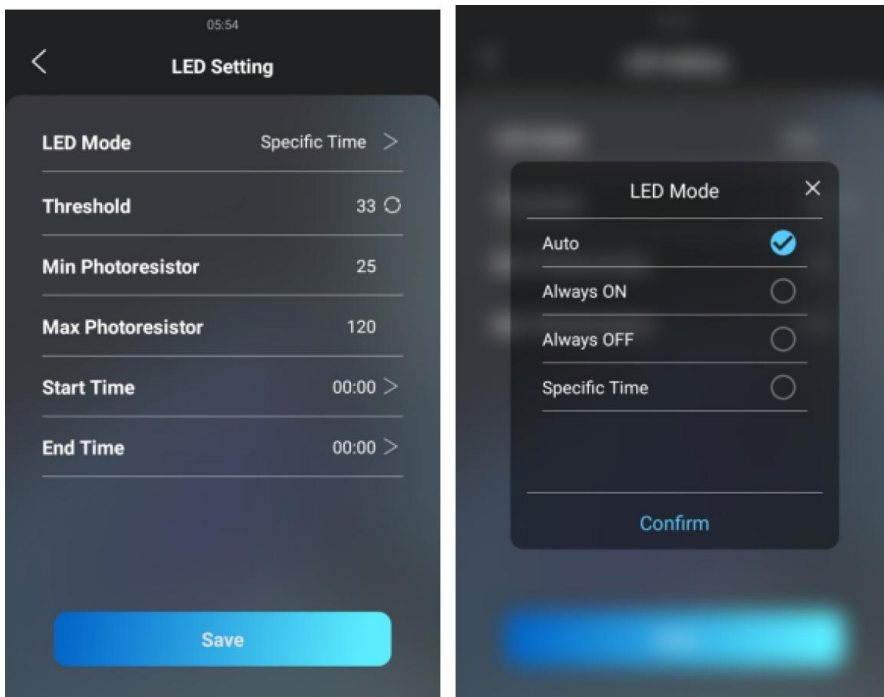 05:54
LED Setting
LED Mode Specific Time
Threshold 33
Min Photoresistor 25
Max Photoresistor 120
Start Time 00:00
End Time 00:00
Save
LED Mode
Auto
Always ON
Always OFF
Specific Time
Confirm